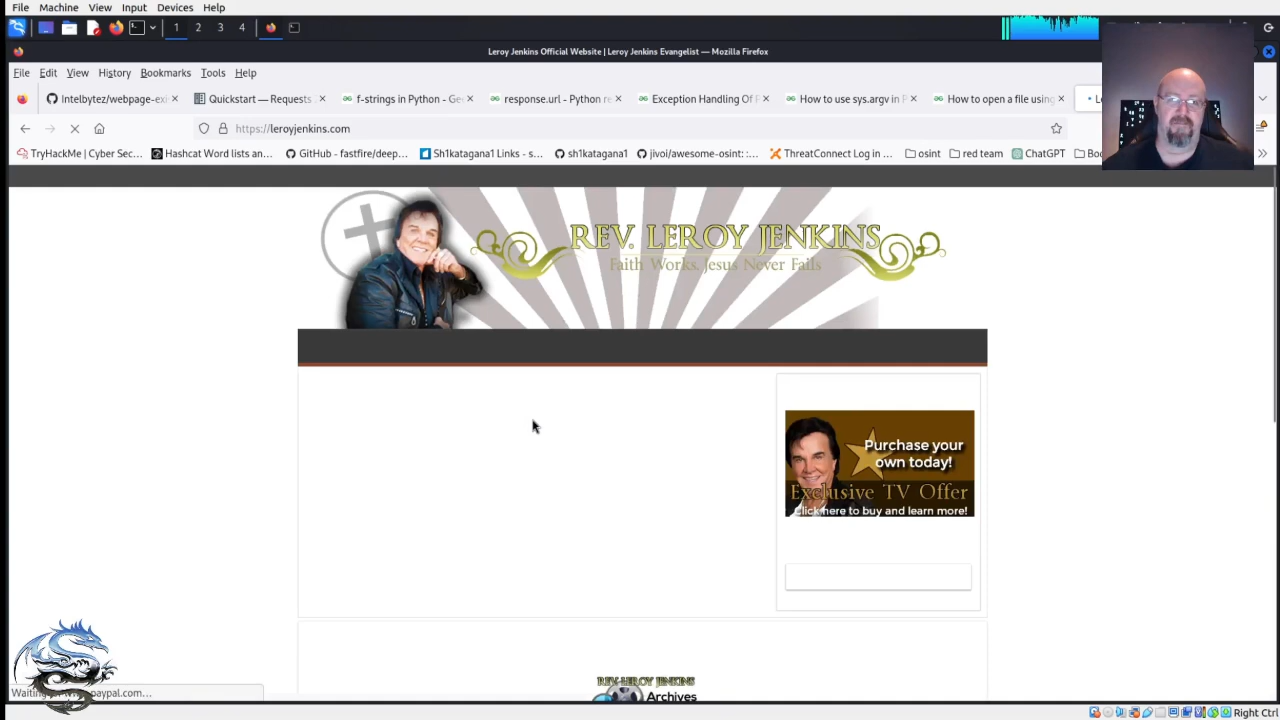 File Machine View Input Devices Help
1 2 3 4
Leroy Jenkins Official Website | Leroy Jenkins Evangelist — Mozilla Firefox
File Edit View History Bookmarks Tools Help
Intelbytez/webpage-exi Quickstart — Requests f-strings in Python - Ge response.url - Python re Exception Handling Of P How to use sys.argv in P How to open a file using
https://leroyjenkins.com
TryHackMe | Cyber Sec... Hashcat Word lists an... GitHub - fastfire/deep... Sh1katagana1 Links - s... sh1katagana1 jivoi/awesome-osint: :... ThreatConnect Log in ... osint red team ChatGPT
REV. LEROY JENKINS
Faith Works. Jesus Never Fails
Purchase your
own today!
Exclusive TV Offer
Click here to buy and learn more!
REV. LEROY JENKINS
Archives
Right Ctrl